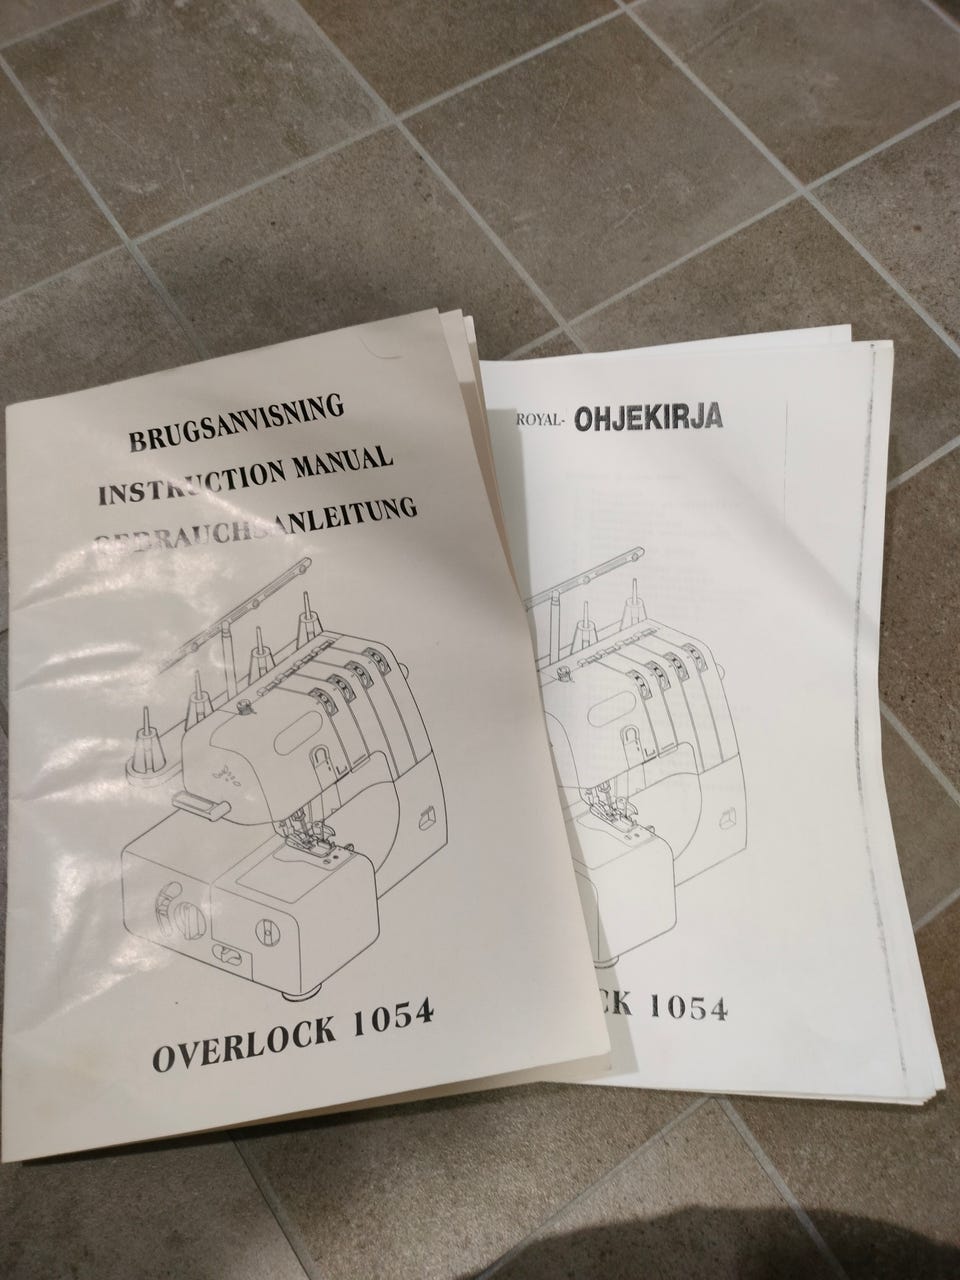 BRUGSANVISNING
INSTRUCTION MANUAL
GEBRAUCHSANLEITUNG
OVERLOCK 1054
ROYAL- OHJEKIRJA
CK 1054